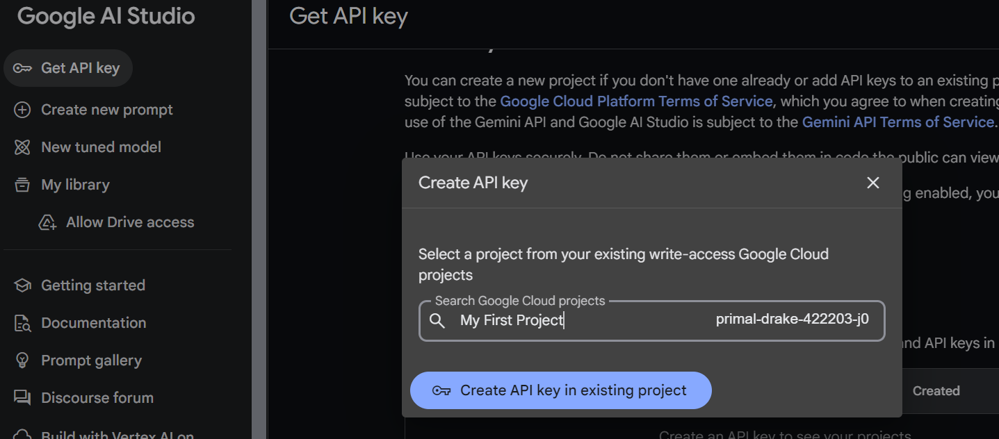 Google AI Studio
Get API key
Create new prompt
New tuned model
My library
Allow Drive access
Getting started
Documentation
Prompt gallery
Discourse forum
Build with Vertex AI on
Get API key
You can create a new project if you don't have one already or add API keys to an existing p
subject to the Google Cloud Platform Terms of Service, which you agree to when creating
use of the Gemini API and Google AI Studio is subject to the Gemini API Terms of Service.
Use your API keys securely. Do not share them or embed them in code the public can view
g enabled, you
Create API key
Select a project from your existing write-access Google Cloud
projects
Search Google Cloud projects
My First Project primal-drake-422203-j0
Create API key in existing project
and API keys in
Created
Create an API key to see your projects